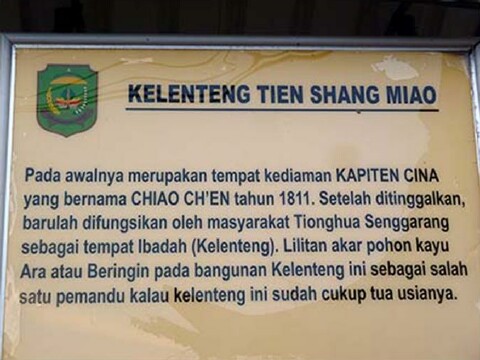 KELENTENG TIEN SHANG MIAO
Pada awalnya merupakan tempat kediaman KAPITEN CINA
yang bernama CHIAO CH'EN tahun 1811. Setelah ditinggalkan,
barulah difungsikan oleh masyarakat Tionghua Senggarang
sebagai tempat Ibadah (Kelenteng). Lilitan akar pohon kayu
Ara atau Beringin pada bangunan Kelenteng ini sebagai salah
satu pemandu kalau kelenteng ini sudah cukup tua usianya.